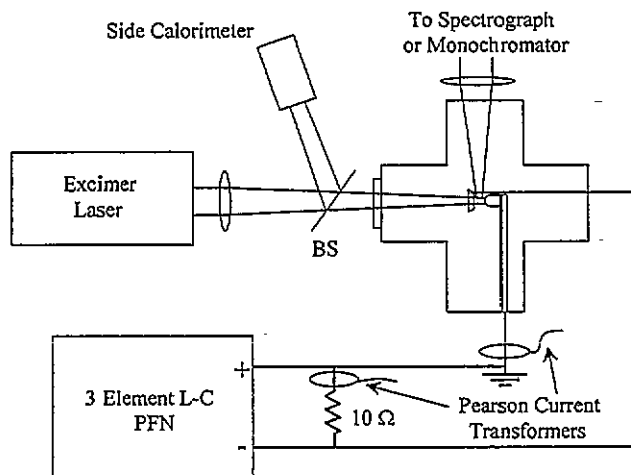 Side Calorimeter
To Spectrograph
or Monochromator
Excimer
Laser
BS
3 Element L-C
PFN
+
-
10 Ω
Pearson Current
Transformers